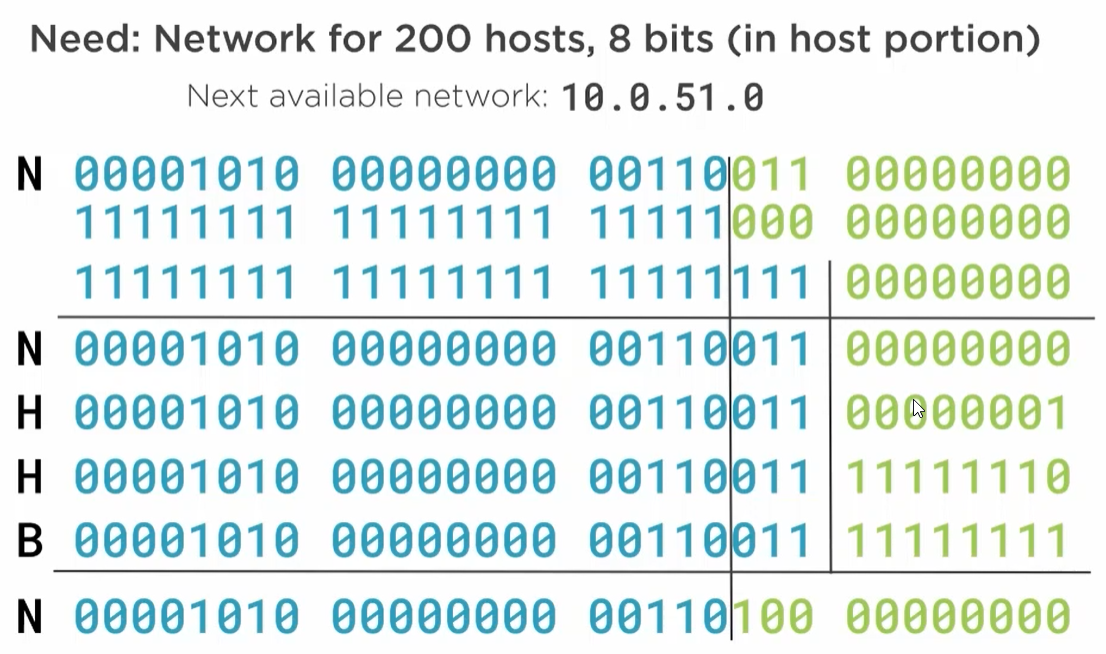 Need: Network for 200 hosts, 8 bits (in host portion)
Next available network: 10.0.51.0
N 00001010 00000000 00110011 00000000
11111111 11111111 11111000 00000000
11111111 11111111 11111111 00000000
N 00001010 00000000 00110011 00000000
H 00001010 00000000 00110011 00000001
H 00001010 00000000 00110011 11111110
B 00001010 00000000 00110011 11111111
N 00001010 00000000 00110100 00000000